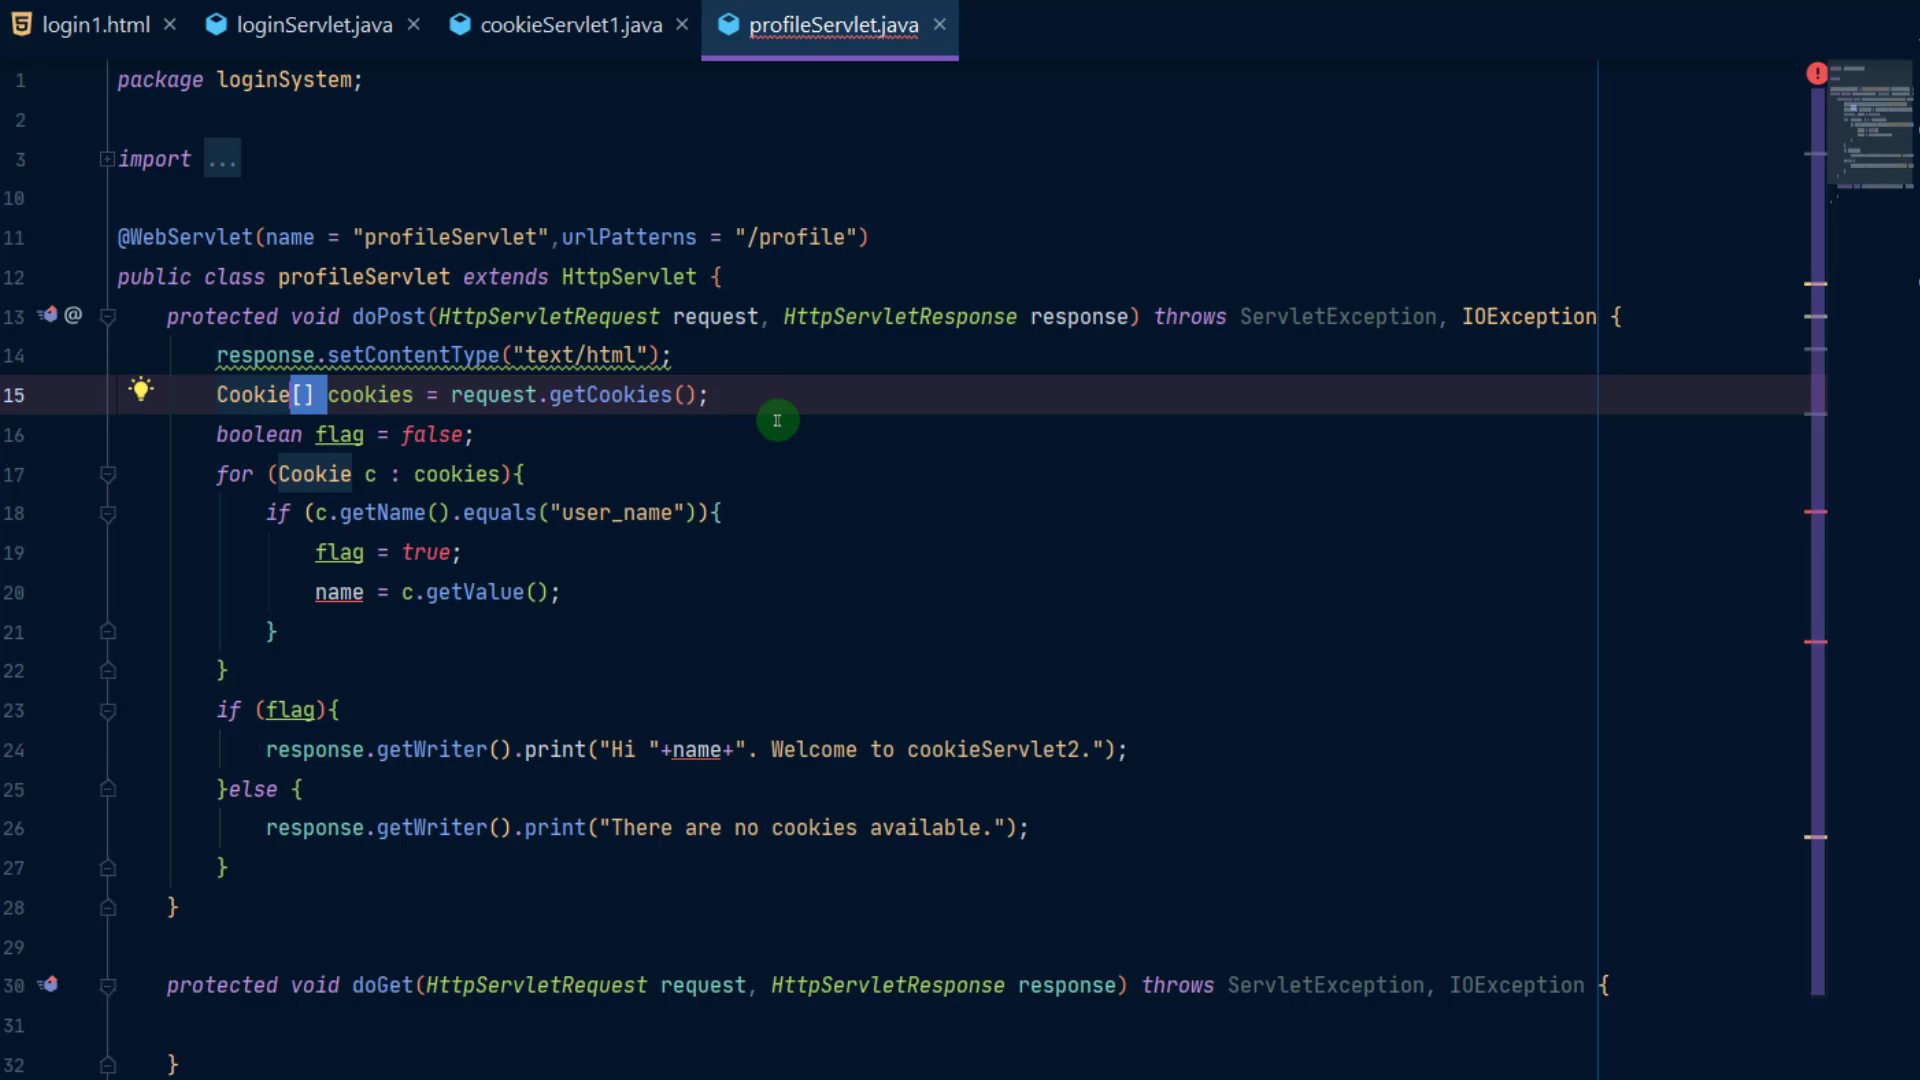 login1.html × loginServlet.java × cookieServlet1.java × profileServlet.java ×
1 package loginSystem;
2
3 import ...
10
11 @WebServlet(name = "profileServlet",urlPatterns = "/profile")
12 public class profileServlet extends HttpServlet {
13 @ protected void doPost(HttpServletRequest request, HttpServletResponse response) throws ServletException, IOException {
14 response.setContentType("text/html");
15 Cookie[] cookies = request.getCookies();
16 boolean flag = false;
17 for (Cookie c : cookies){
18 if (c.getName().equals("user_name")){
19 flag = true;
20 name = c.getValue();
21 }
22 }
23 if (flag){
24 response.getWriter().print("Hi "+name+". Welcome to cookieServlet2.");
25 }else {
26 response.getWriter().print("There are no cookies available.");
27 }
28 }
29
30 protected void doGet(HttpServletRequest request, HttpServletResponse response) throws ServletException, IOException {
31
32 }